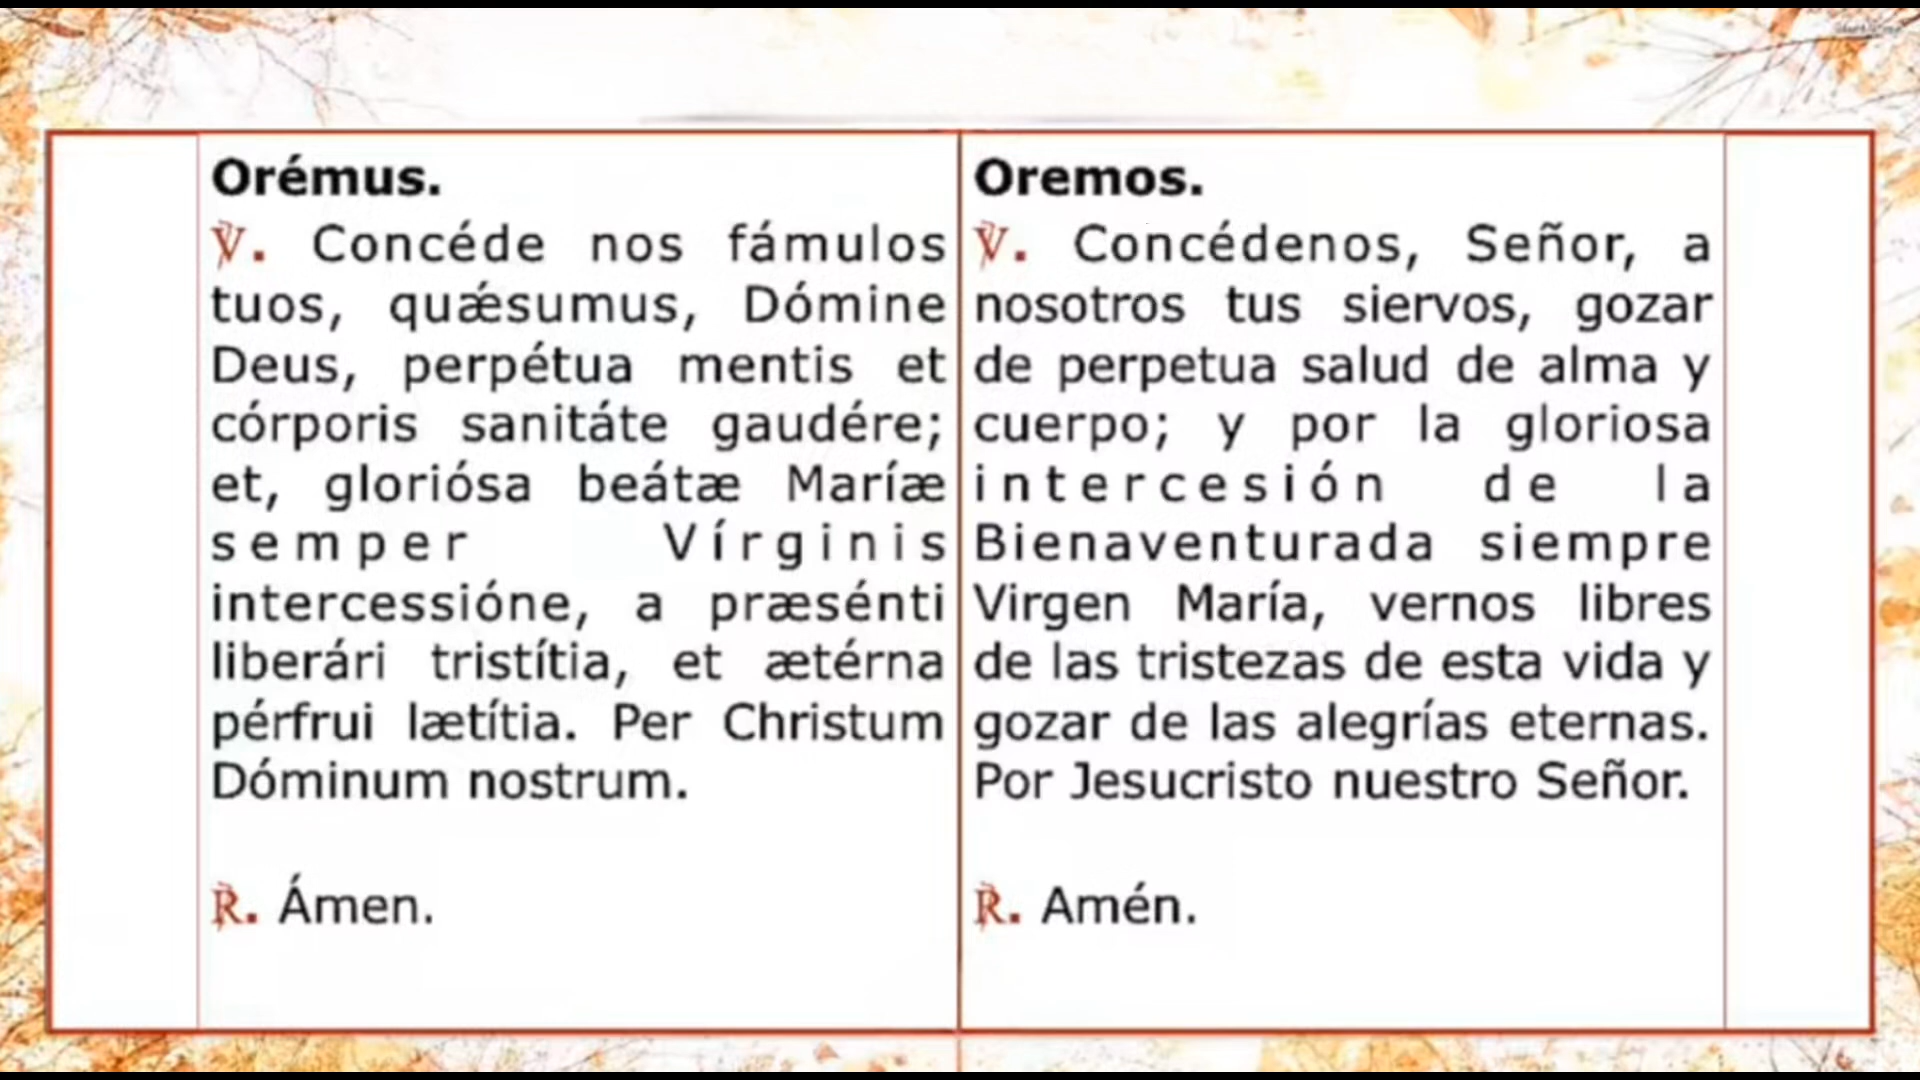 Orémus.
℣. Concéde nos fámulos
tuos, quǽsumus, Dómine
Deus, perpétua mentis et
córporis sanitáte gaudére;
et, gloriósa beátæ Maríæ
semper Vírginis
intercessióne, a præsénti
liberári tristítia, et ætérna
pérfrui lætítia. Per Christum
Dóminum nostrum.
℟. Ámen.
Oremos.
℣. Concédenos, Señor, a
nosotros tus siervos, gozar
de perpetua salud de alma y
cuerpo; y por la gloriosa
intercesión de la
Bienaventurada siempre
Virgen María, vernos libres
de las tristezas de esta vida y
gozar de las alegrías eternas.
Por Jesucristo nuestro Señor.
℟. Amén.